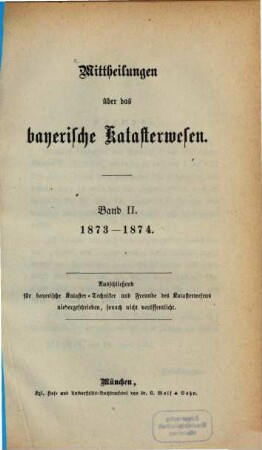 Mittheilungen
über das
bayerische Katasterwesen.
Band II.
1873–1874.
Ausschließend
für bayerische Kataster-Techniker und Freunde des Katasterwesens
niedergeschrieben, sonach nicht veröffentlicht.
München,
Kgl. Hof- und Universitäts-Buchdruckerei von Dr. C. Wolf & Sohn.